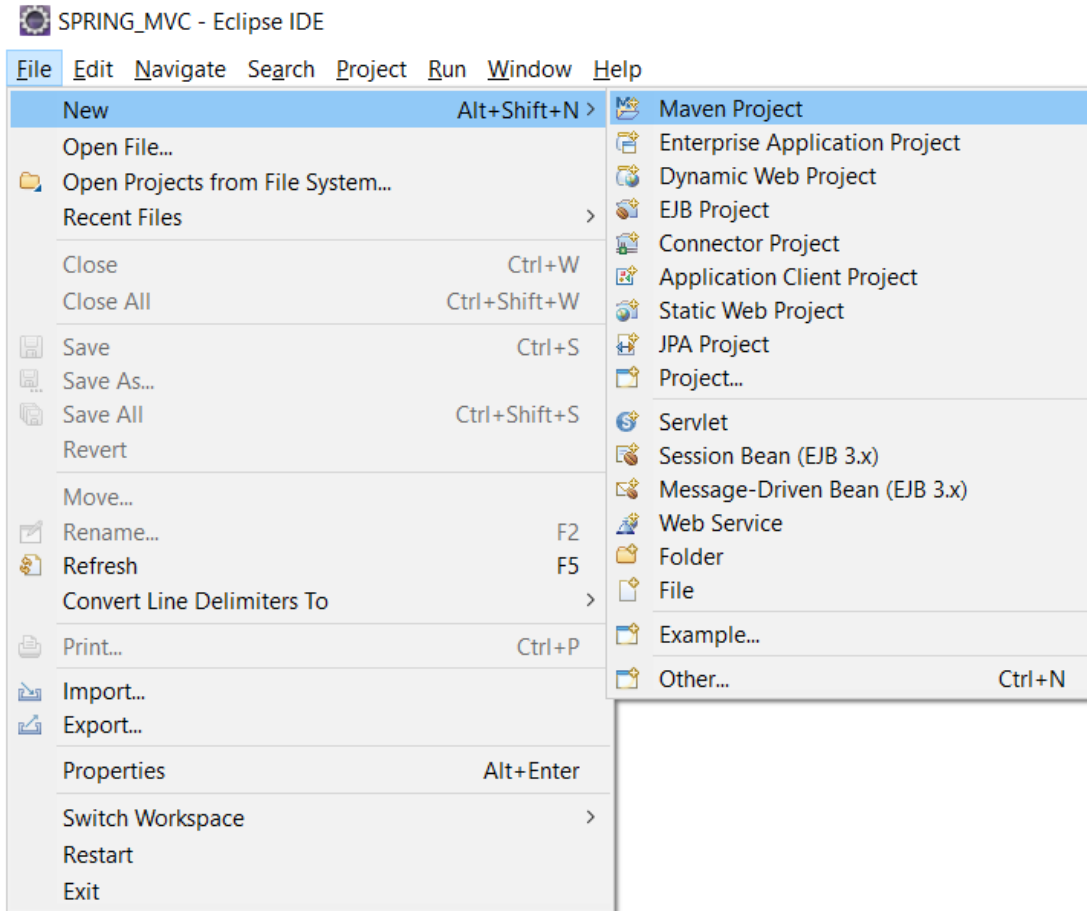 SPRING_MVC - Eclipse IDE
File Edit Navigate Search Project Run Window Help
New Alt+Shift+N >
Open File...
Open Projects from File System...
Recent Files >
Close Ctrl+W
Close All Ctrl+Shift+W
Save Ctrl+S
Save As...
Save All Ctrl+Shift+S
Revert
Move...
Rename... F2
Refresh F5
Convert Line Delimiters To >
Print... Ctrl+P
Import...
Export...
Properties Alt+Enter
Switch Workspace >
Restart
Exit
Maven Project
Enterprise Application Project
Dynamic Web Project
EJB Project
Connector Project
Application Client Project
Static Web Project
JPA Project
Project...
Servlet
Session Bean (EJB 3.x)
Message-Driven Bean (EJB 3.x)
Web Service
Folder
File
Example...
Other... Ctrl+N